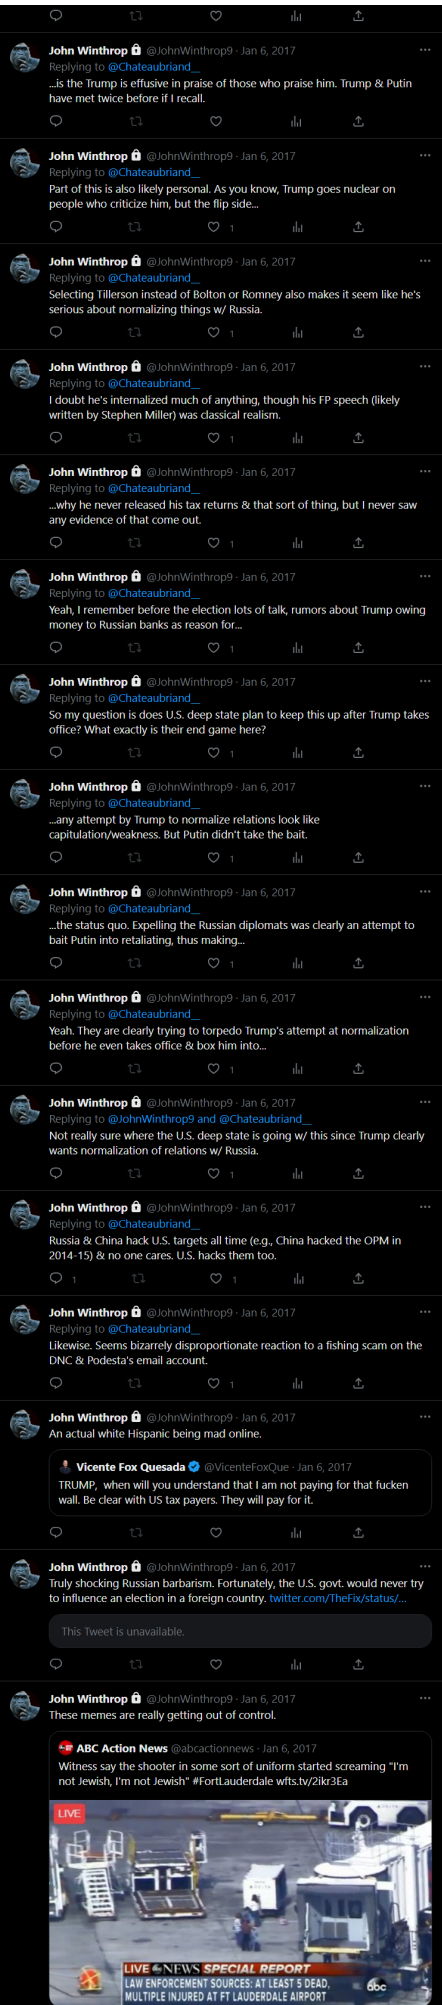 John Winthrop @JohnWinthrop9 · Jan 6, 2017
Replying to @Chateaubriand__
...is the Trump is effusive in praise of those who praise him. Trump & Putin
have met twice before if I recall.
John Winthrop @JohnWinthrop9 · Jan 6, 2017
Replying to @Chateaubriand__
Part of this is also likely personal. As you know, Trump goes nuclear on
people who criticize him, but the flip side...
1
John Winthrop @JohnWinthrop9 · Jan 6, 2017
Replying to @Chateaubriand__
Selecting Tillerson instead of Bolton or Romney also makes it seem like he's
serious about normalizing things w/ Russia.
1
John Winthrop @JohnWinthrop9 · Jan 6, 2017
Replying to @Chateaubriand__
I doubt he's internalized much of anything, though his FP speech (likely
written by Stephen Miller) was classical realism.
1
John Winthrop @JohnWinthrop9 · Jan 6, 2017
Replying to @Chateaubriand__
...why he never released his tax returns & that sort of thing, but I never saw
any evidence of that come out.
1
John Winthrop @JohnWinthrop9 · Jan 6, 2017
Replying to @Chateaubriand__
Yeah, I remember before the election lots of talk, rumors about Trump owing
money to Russian banks as reason for...
1
John Winthrop @JohnWinthrop9 · Jan 6, 2017
Replying to @Chateaubriand__
So my question is does U.S. deep state plan to keep this up after Trump takes
office? What exactly is their end game here?
1
John Winthrop @JohnWinthrop9 · Jan 6, 2017
Replying to @Chateaubriand__
...any attempt by Trump to normalize relations look like
capitulation/weakness. But Putin didn't take the bait.
1
John Winthrop @JohnWinthrop9 · Jan 6, 2017
Replying to @Chateaubriand__
...the status quo. Expelling the Russian diplomats was clearly an attempt to
bait Putin into retaliating, thus making...
1
John Winthrop @JohnWinthrop9 · Jan 6, 2017
Replying to @Chateaubriand__
Yeah. They are clearly trying to torpedo Trump's attempt at normalization
before he even takes office & box him into...
1
John Winthrop @JohnWinthrop9 · Jan 6, 2017
Replying to @JohnWinthrop9 and @Chateaubriand__
Not really sure where the U.S. deep state is going w/ this since Trump clearly
wants normalization of relations w/ Russia.
1
John Winthrop @JohnWinthrop9 · Jan 6, 2017
Replying to @Chateaubriand__
Russia & China hack U.S. targets all time (e.g., China hacked the OPM in
2014-15) & no one cares. U.S. hacks them too.
1 1
John Winthrop @JohnWinthrop9 · Jan 6, 2017
Replying to @Chateaubriand__
Likewise. Seems bizarrely disproportionate reaction to a fishing scam on the
DNC & Podesta's email account.
1
John Winthrop @JohnWinthrop9 · Jan 6, 2017
An actual white Hispanic being mad online.
Vicente Fox Quesada @VicenteFoxQue · Jan 6, 2017
TRUMP, when will you understand that I am not paying for that fucken
wall. Be clear with US tax payers. They will pay for it.
John Winthrop @JohnWinthrop9 · Jan 6, 2017
Truly shocking Russian barbarism. Fortunately, the U.S. govt. would never try
to influence an election in a foreign country. twitter.com/TheFix/status/...
This Tweet is unavailable.
John Winthrop @JohnWinthrop9 · Jan 6, 2017
These memes are really getting out of control.
ABC Action News @abcactionnews · Jan 6, 2017
Witness say the shooter in some sort of uniform started screaming "I'm
not Jewish, I'm not Jewish" #FortLauderdale wfts.tv/2ikr3Ea
LIVE
LIVE abc NEWS SPECIAL REPORT
LAW ENFORCEMENT SOURCES: AT LEAST 5 DEAD,
MULTIPLE INJURED AT FT LAUDERDALE AIRPORT
abc